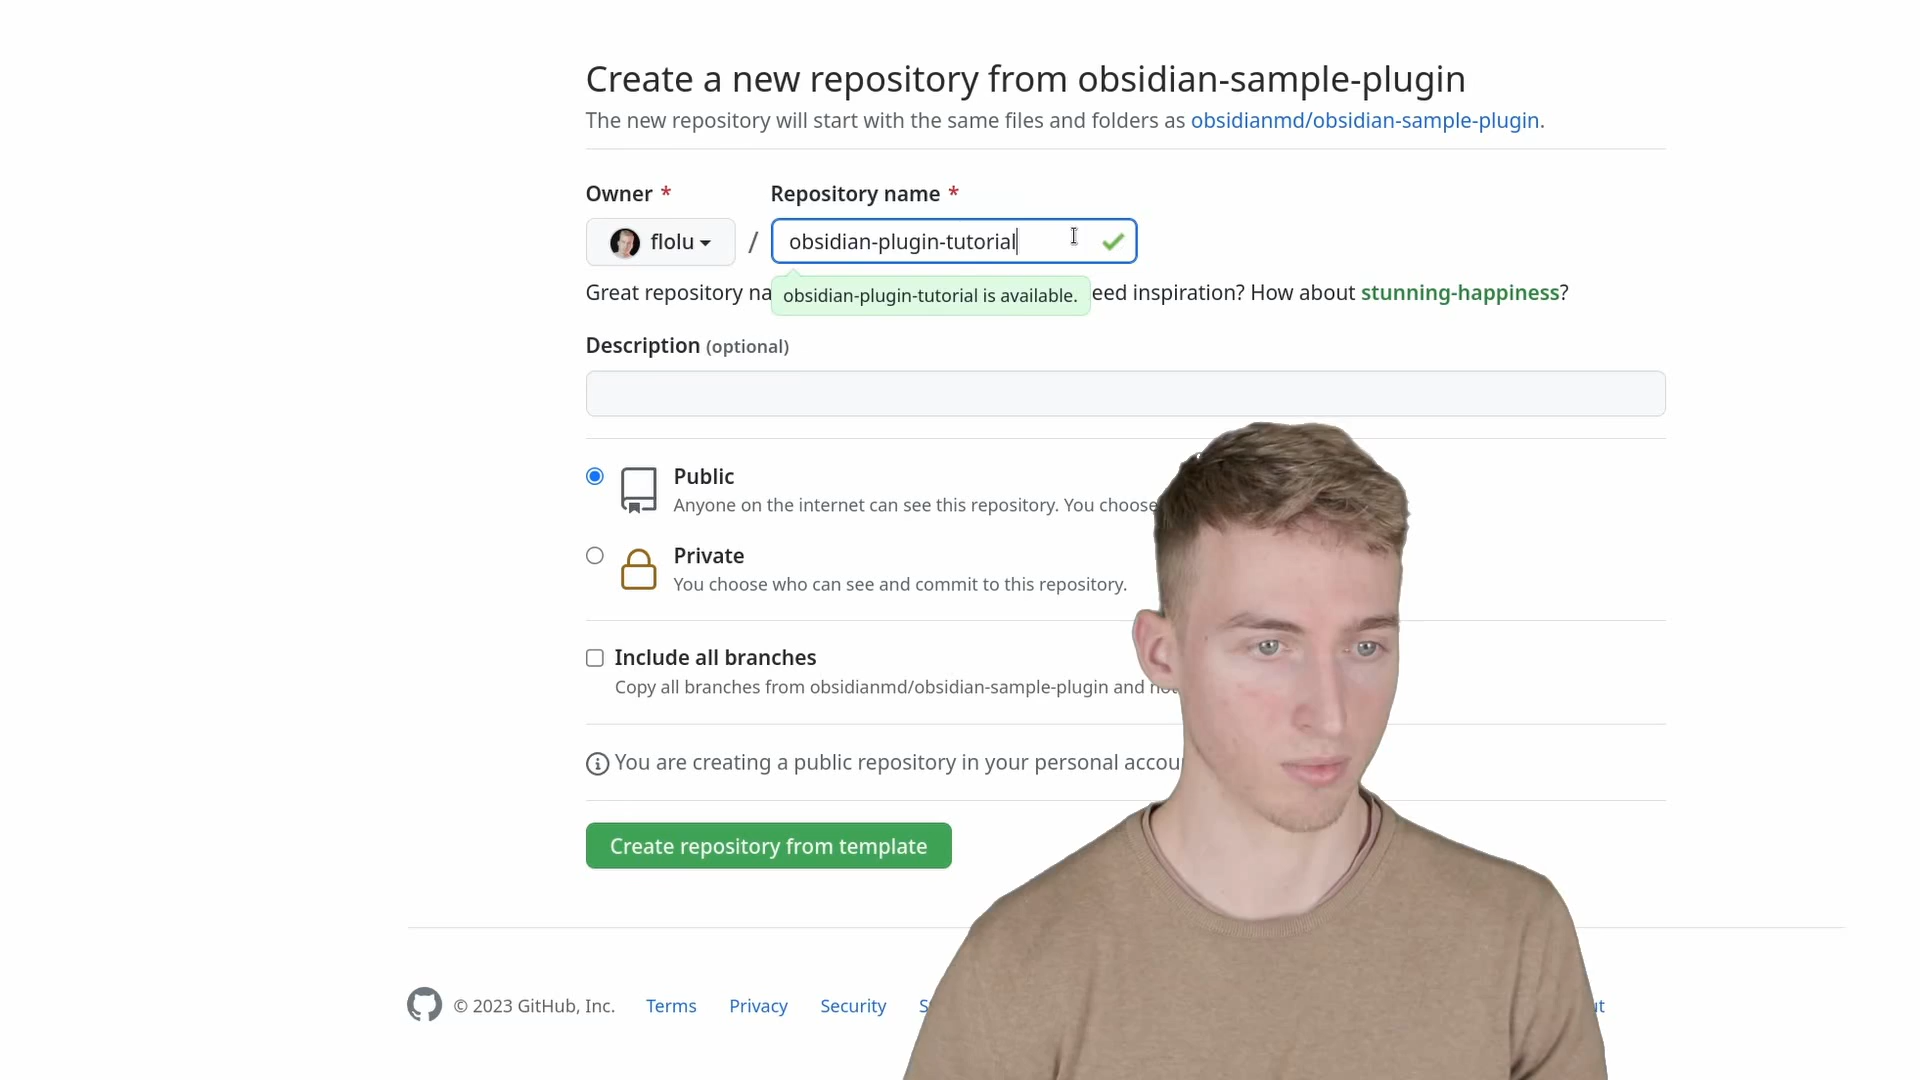 Create a new repository from obsidian-sample-plugin
The new repository will start with the same files and folders as obsidianmd/obsidian-sample-plugin.
Owner * Repository name *
flolu / obsidian-plugin-tutorial
Great repository obsidian-plugin-tutorial is available. inspiration? How about stunning-happiness?
Description (optional)
Public
Anyone on the internet can see this repository. You choose
Private
You choose who can see and commit to this repository.
Include all branches
Copy all branches from obsidianmd/obsidian-sample-plugin and
You are creating a public repository in your personal
Create repository from template
© 2023 GitHub, Inc. Terms Privacy Security